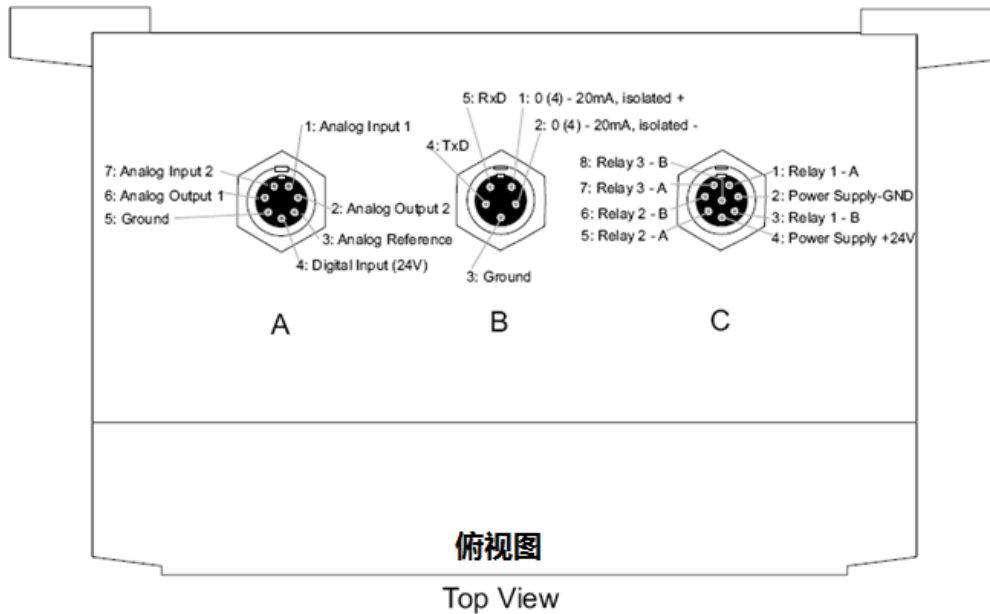 5: RxD
1: 0 (4) - 20mA, isolated +
1: Analog Input 1
2: 0 (4) - 20mA, isolated -
4: TxD
7: Analog Input 2
6: Analog Output 1
5: Ground
2: Analog Output 2
3: Analog Reference
4: Digital Input (24V)
3: Ground
8: Relay 3 - B
7: Relay 3 - A
6: Relay 2 - B
5: Relay 2 - A
1: Relay 1 - A
2: Power Supply-GND
3: Relay 1 - B
4: Power Supply +24V
A
B
C
俯视图
Top View